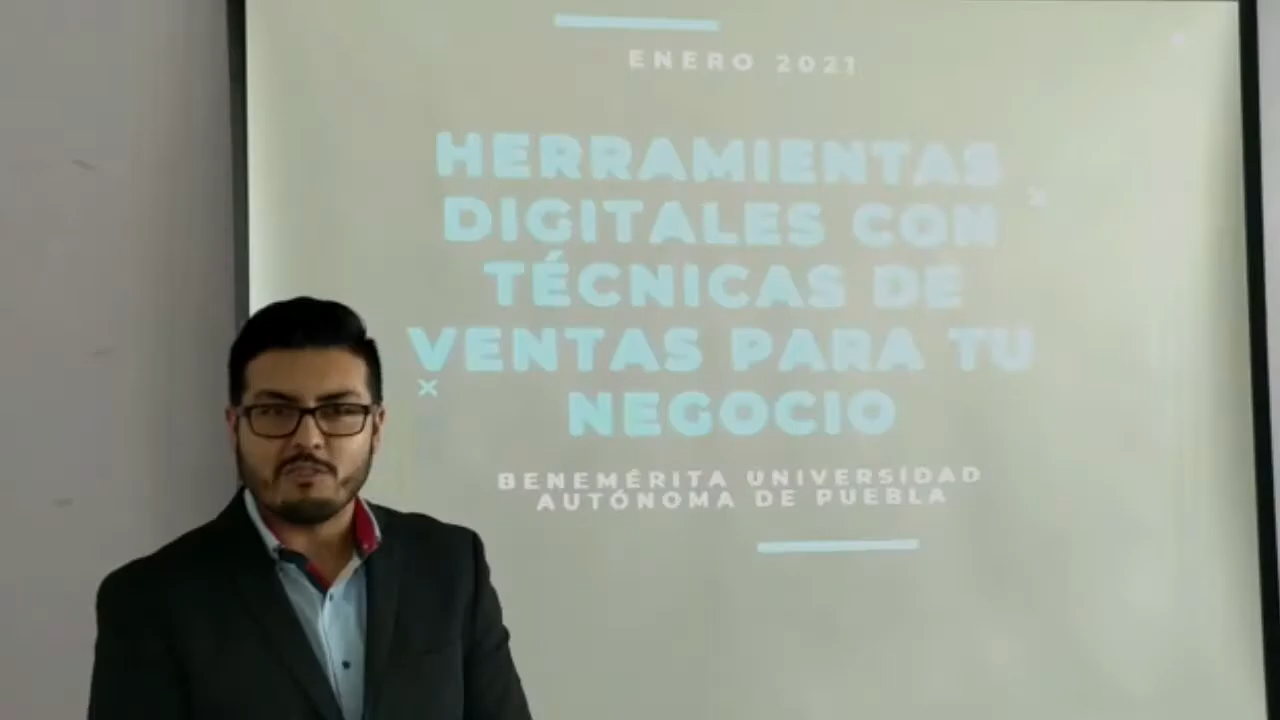 ENERO 2021
HERRAMIENTAS
DIGITALES CON
TÉCNICAS DE
VENTAS PARA TU
NEGOCIO
BENEMÉRITA UNIVERSIDAD
AUTÓNOMA DE PUEBLA